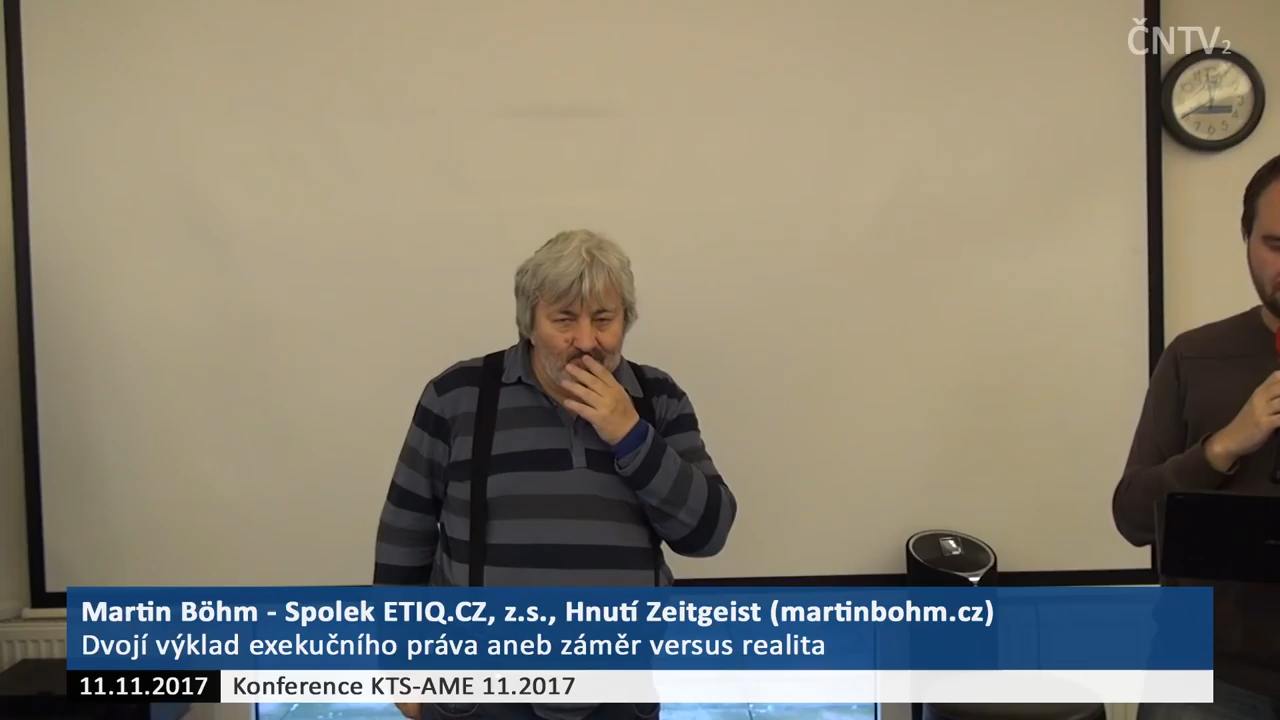 ČNTV2
Martin Böhm - Spolek ETIQ.CZ, z.s., Hnutí Zeitgeist (martinbohm.cz)
Dvojí výklad exekučního práva aneb záměr versus realita
11.11.2017 Konference KTS-AME 11.2017